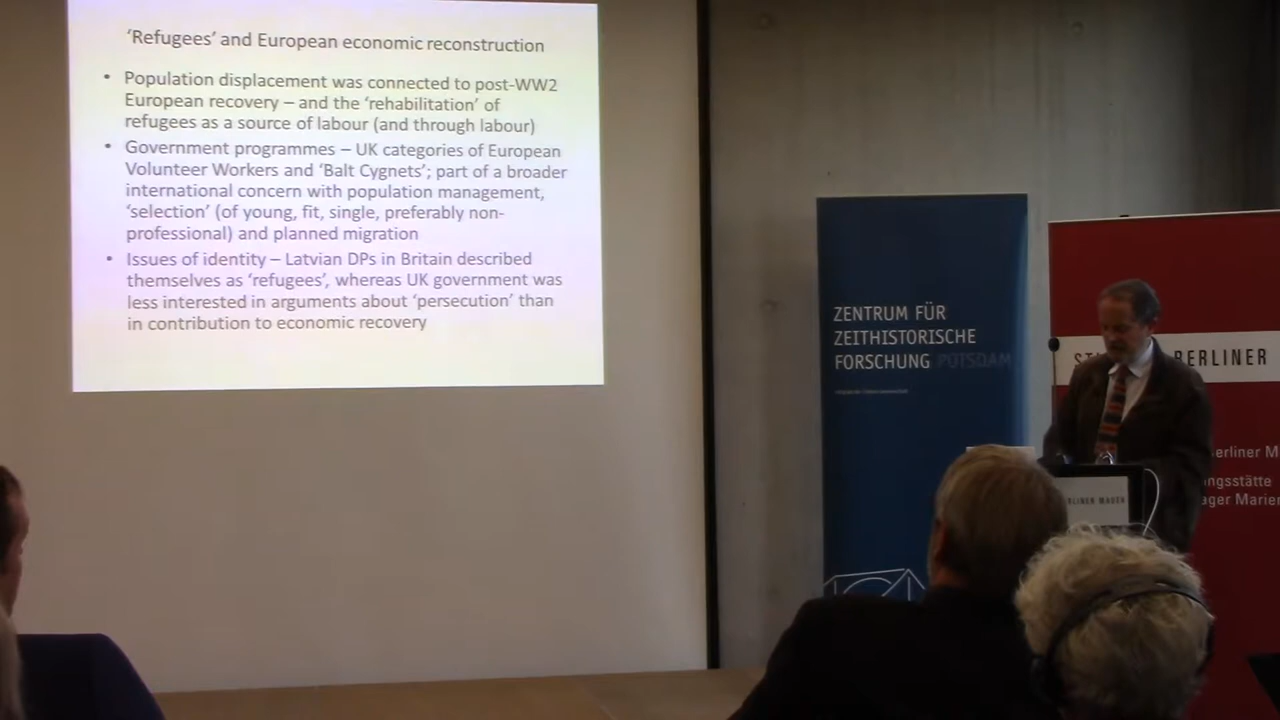 ‘Refugees’ and European economic reconstruction
• Population displacement was connected to post-WW2
European recovery – and the ‘rehabilitation’ of
refugees as a source of labour (and through labour)
• Government programmes – UK categories of European
Volunteer Workers and ‘Balt Cygnets’; part of a broader
international concern with population management,
‘selection’ (of young, fit, single, preferably non-
professional) and planned migration
• Issues of identity – Latvian DPs in Britain described
themselves as ‘refugees’, whereas UK government was
less interested in arguments about ‘persecution’ than
in contribution to economic recovery
ZENTRUM FÜR
ZEITHISTORISCHE
FORSCHUNG POTSDAM
BERLINER
erliner M
ngsstätte
ager Marien
RLINER MAUER